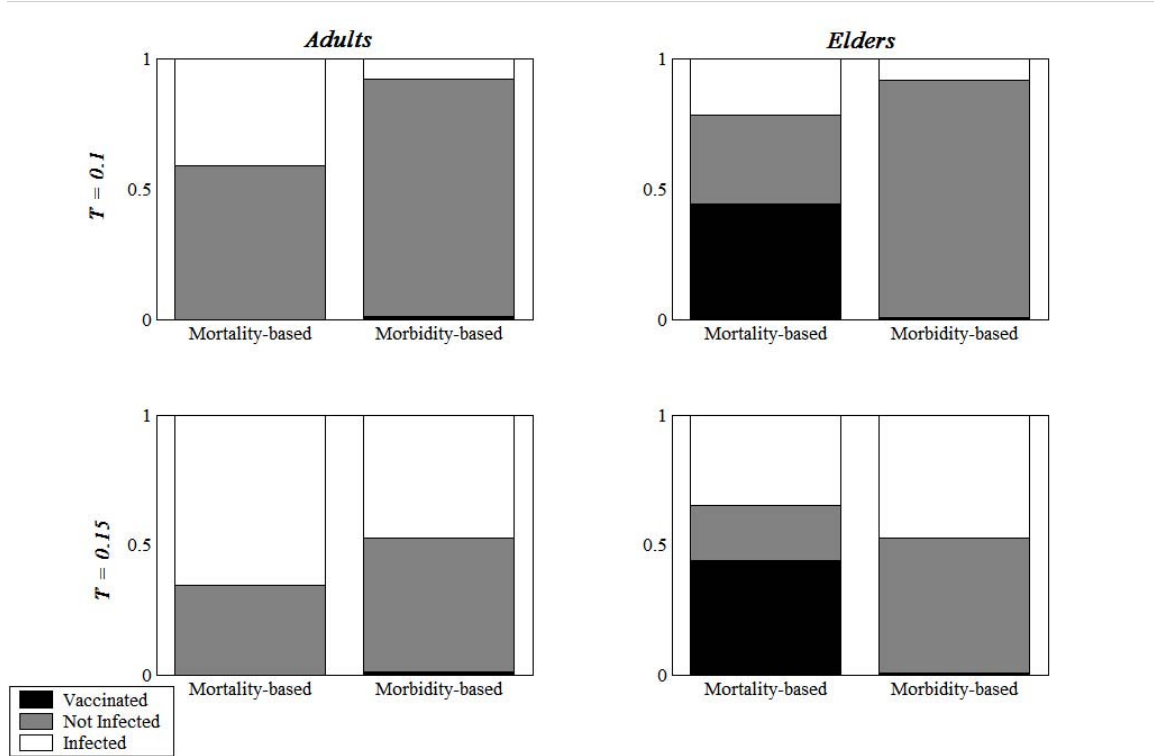 Adults
Elders
T = 0.1
1
0.5
0
Mortality-based Morbidity-based
1
0.5
0
Mortality-based Morbidity-based
T = 0.15
1
0.5
0
Mortality-based Morbidity-based
1
0.5
0
Mortality-based Morbidity-based
Vaccinated
Not Infected
Infected